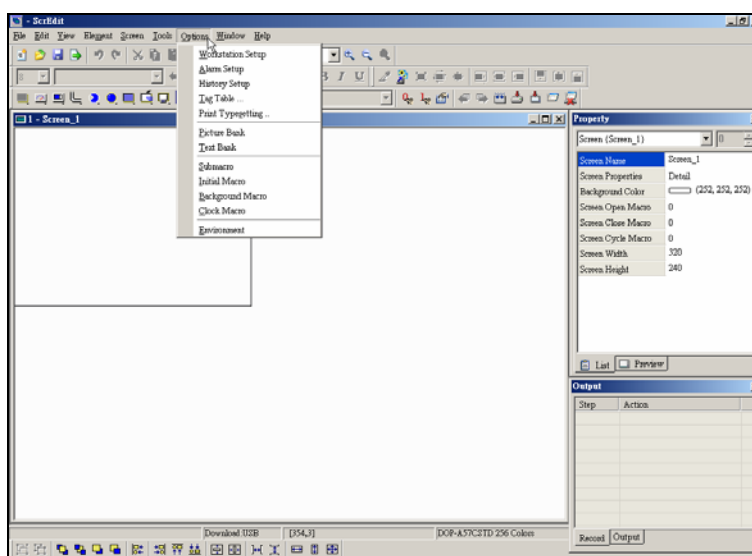 - ScrEdit
File Edit View Element Screen Tools Options Window Help
Workstation Setup
Alarm Setup
History Setup
Tag Table ...
Print Typesetting ..
Picture Bank
Text Bank
Submacro
Initial Macro
Background Macro
Clock Macro
Environment
B I U
1 - Screen_1
Property
Screen (Screen_1) 0
Screen Name Screen_1
Screen Properties Detail
Background Color (252, 252, 252)
Screen Open Macro 0
Screen Close Macro 0
Screen Cycle Macro 0
Screen Width 320
Screen Height 240
List Preview
Output
Step Action
Record Output
Download:USB [354,3] DOP-A57CSTD 256 Colors